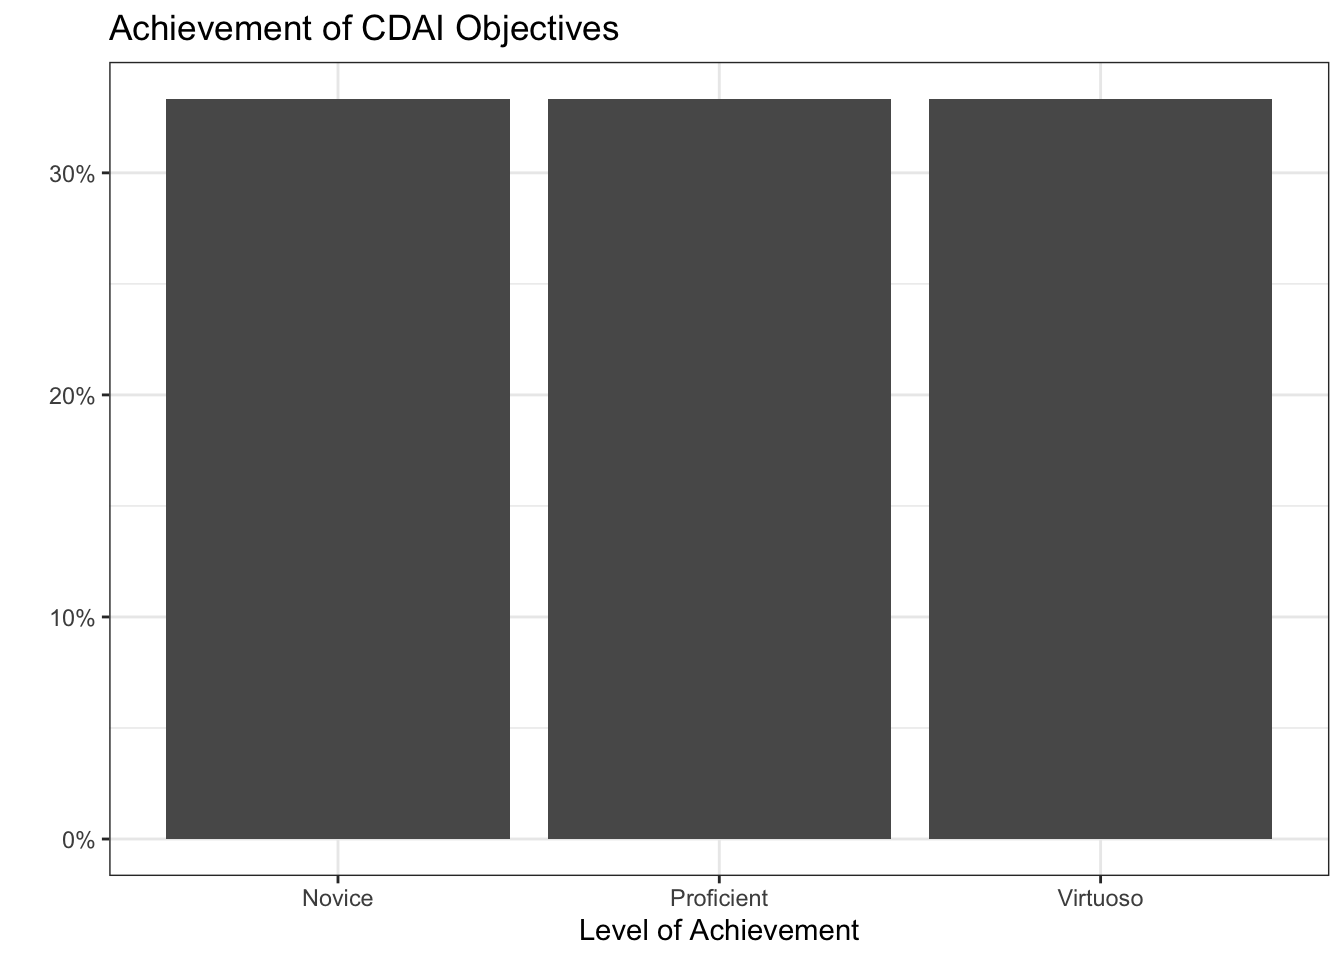 Achievement of CDAI Objectives
30%
20%
10%
0%
Novice Proficient Virtuoso
Level of Achievement